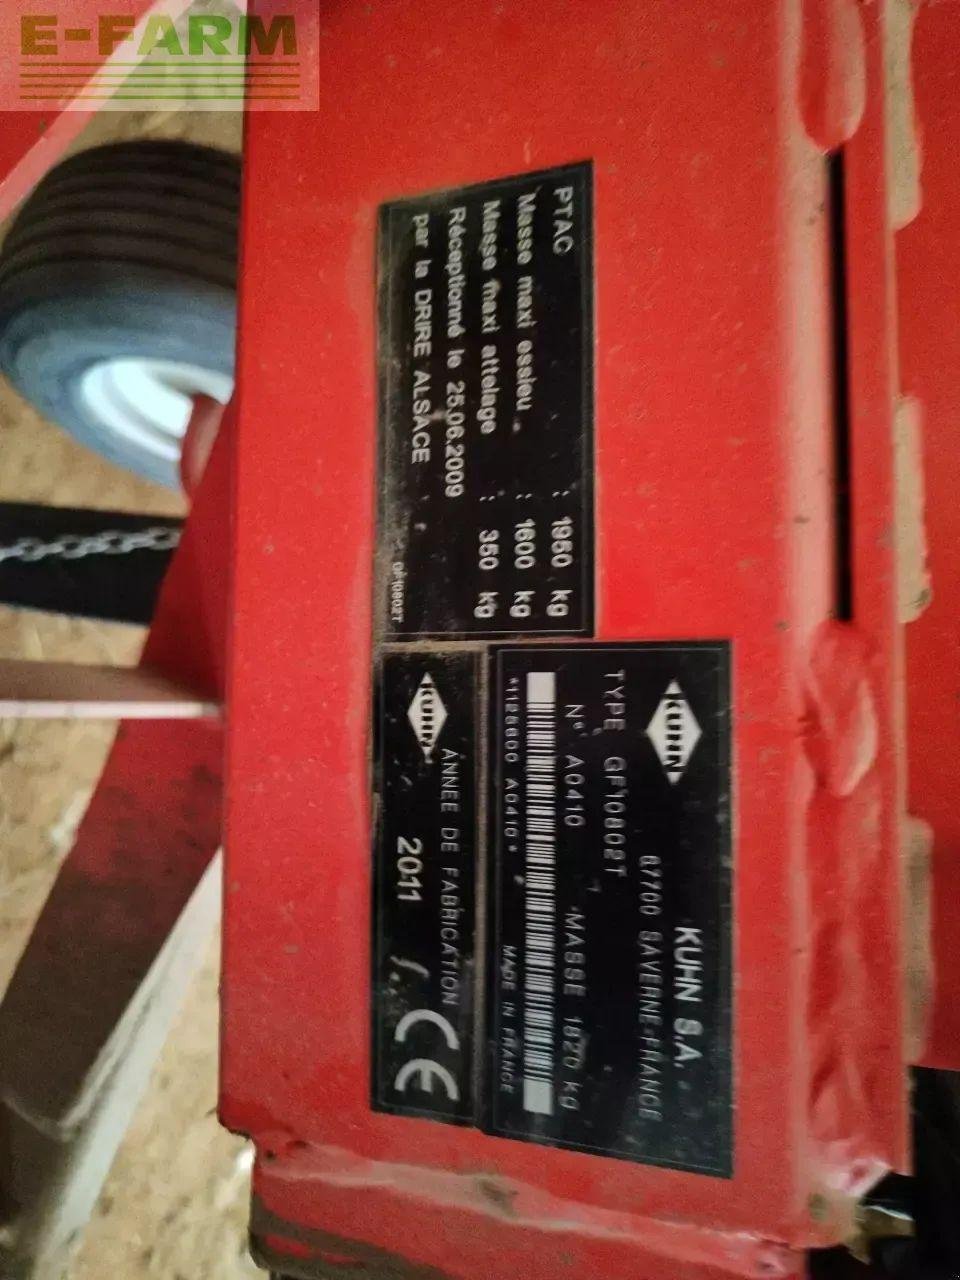 E-FARM
PTAC : 1950 kg
Masse maxi essieu : 1600 kg
Masse maxi attelage : 350 kg
Réceptionné le 25.06.2009
par la DRIRE ALSACE
GF10802T
KUHN KUHN S.A.
67700 SAVERNE-FRANCE
TYPE GF10802T
N° A0410 MASSE 1820 kg
*1128600 A0410*
MADE IN FRANCE
KUHN ANNEE DE FABRICATION
2011 CE